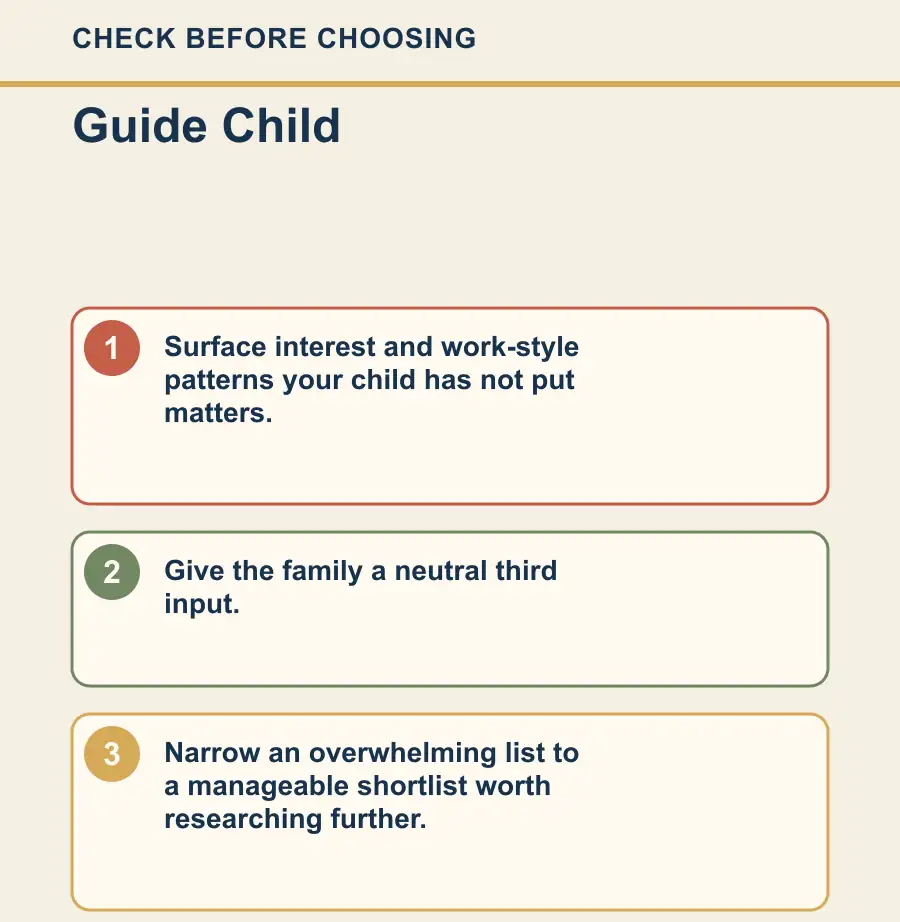 CHECK BEFORE CHOOSING
Guide Child
1
Surface interest and work-style
patterns your child has not put
matters.
2
Give the family a neutral third
input.
3
Narrow an overwhelming list to
a manageable shortlist worth
researching further.